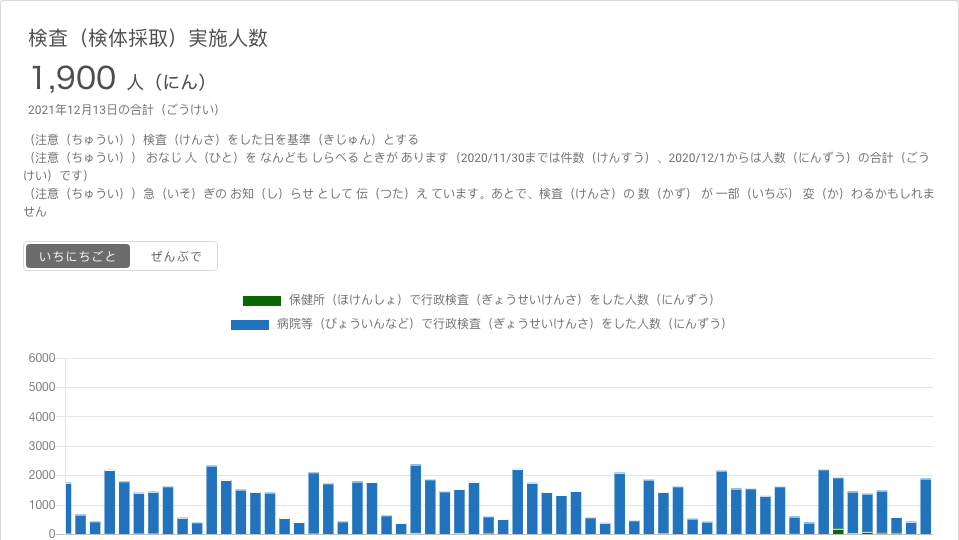 検査（検体採取）実施人数
1,900 人（にん）
2021年12月13日の合計（ごうけい）
（注意（ちゅうい））検査（けんさ）をした日を基準（きじゅん）とする
（注意（ちゅうい）） おなじ 人（ひと）を なんども しらべる ときが あります（2020/11/30までは件数（けんすう）、2020/12/1からは人数（にんずう）の合計（ごう
けい）です）
（注意（ちゅうい））急（いそ）ぎの お知（し）らせ として 伝（つた）え ています。あとで、検査（けんさ）の 数（かず） が 一部（いちぶ） 変（か）わるかもしれま
せん
いちにちごと ぜんぶで
保健所（ほけんしょ）で行政検査（ぎょうせいけんさ）をした人数（にんずう）
病院等（びょういんなど）で行政検査（ぎょうせいけんさ）をした人数（にんずう）
6000
5000
4000
3000
2000
1000
0